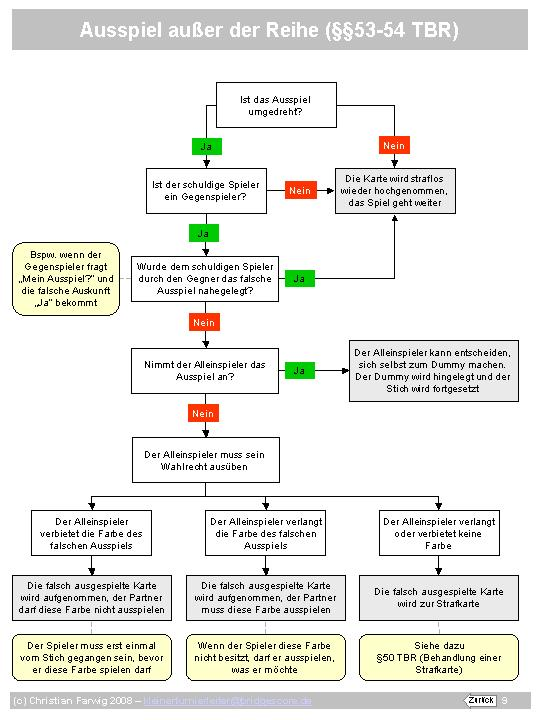 Ausspiel außer der Reihe (§§53-54 TBR)
Ist das Ausspiel
umgedreht?
Ja
Nein
Ist der schuldige Spieler
ein Gegenspieler?
Nein
Die Karte wird straflos
wieder hochgenommen,
das Spiel geht weiter
Ja
Bspw. wenn der
Gegenspieler fragt
„Mein Ausspiel?“ und
die falsche Auskunft
„Ja“ bekommt
Wurde dem schuldigen Spieler
durch den Gegner das falsche
Ausspiel nahegelegt?
Ja
Nein
Nimmt der Alleinspieler das
Ausspiel an?
Ja
Der Alleinspieler kann entscheiden,
sich selbst zum Dummy machen.
Der Dummy wird hingelegt und der
Stich wird fortgesetzt
Nein
Der Alleinspieler muss sein
Wahlrecht ausüben
Der Alleinspieler
verbietet die Farbe des
falschen Ausspiels
Der Alleinspieler verlangt
die Farbe des falschen
Ausspiels
Der Alleinspieler verlangt
oder verbietet keine
Farbe
Die falsch ausgespielte Karte
wird aufgenommen, der Partner
darf diese Farbe nicht ausspielen
Die falsch ausgespielte Karte
wird aufgenommen, der Partner
muss diese Farbe ausspielen
Die falsch ausgespielte Karte
wird zur Strafkarte
Der Spieler muss erst einmal
vom Stich gegangen sein, bevor
er diese Farbe spielen darf
Wenn der Spieler diese Farbe
nicht besitzt, darf er ausspielen,
was er möchte
Siehe dazu
§50 TBR (Behandlung einer
Strafkarte)
(c) Christian Farwig 2008 – kleinerturnierleiter@bridgescore.de
Zurück
9